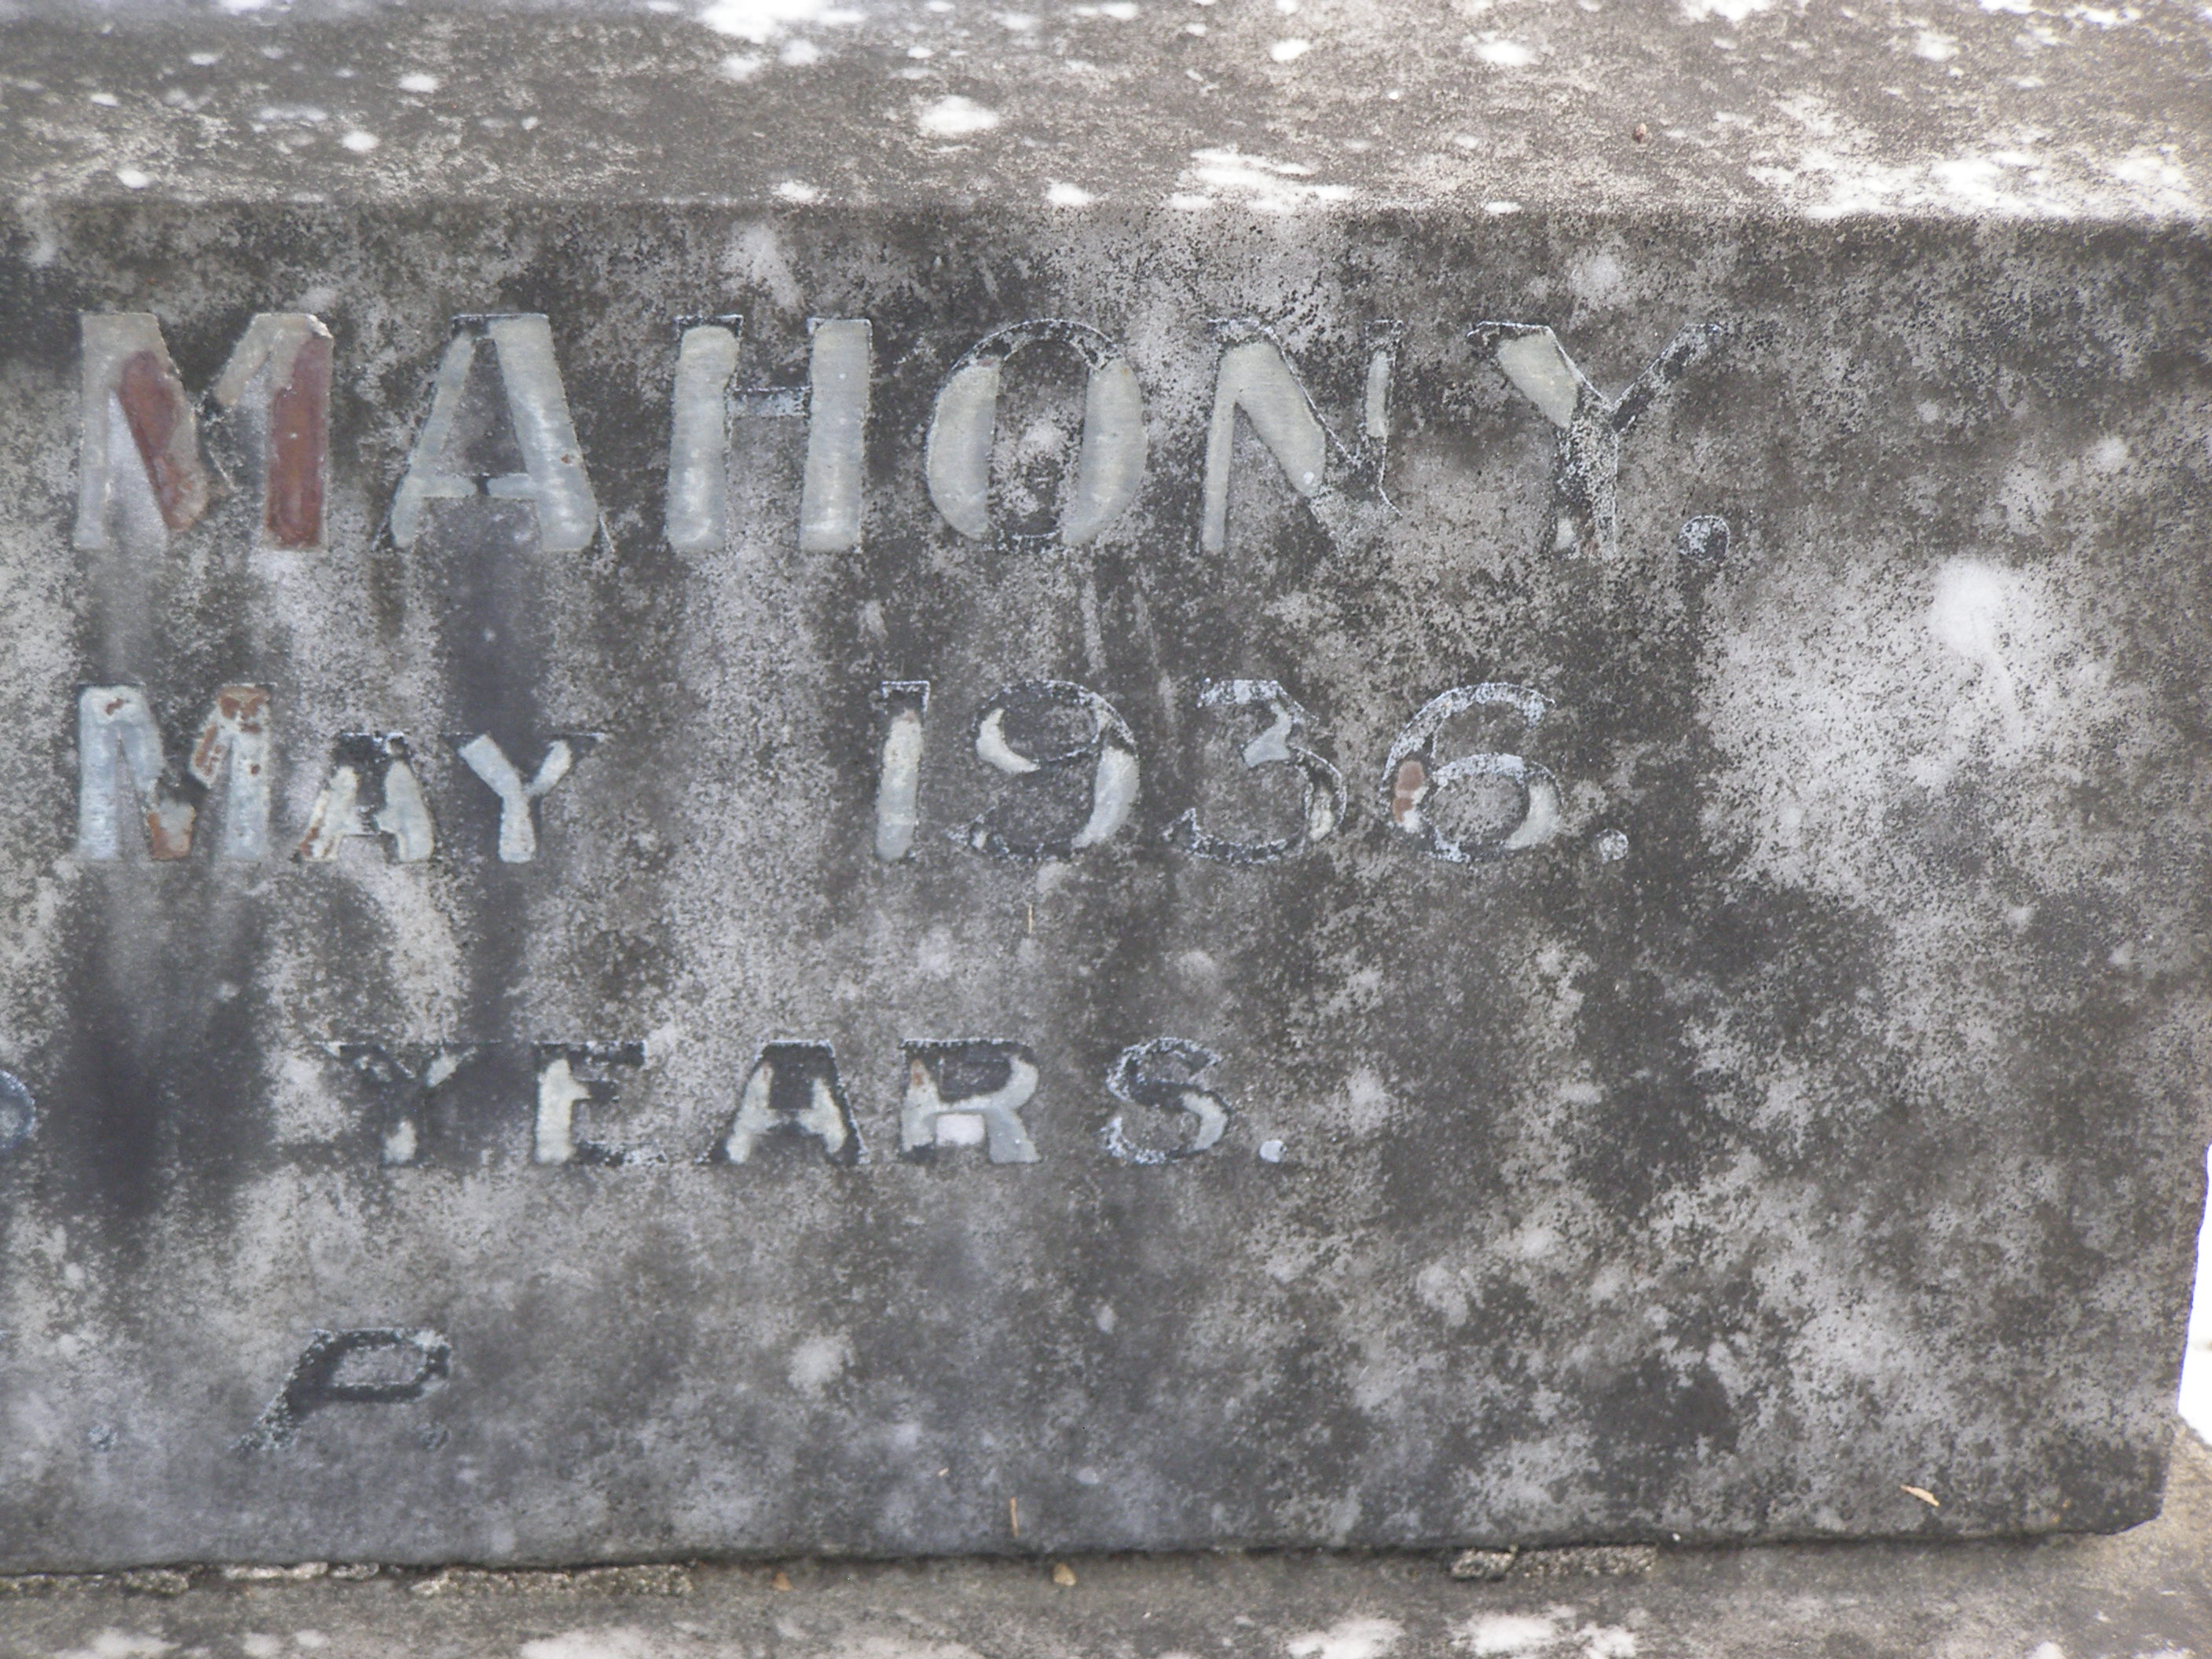 MAHONY.
MAY 1936.
YEARS.
. P.